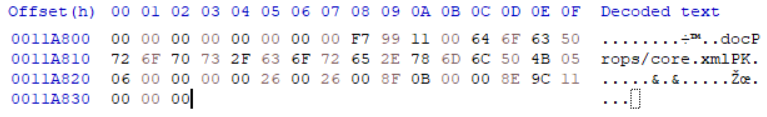 Offset(h) 00 01 02 03 04 05 06 07 08 09 0A 0B 0C 0D 0E 0F Decoded text
0011A800 00 00 00 00 00 00 00 00 F7 99 11 00 64 6F 63 50 ........÷™..docP
0011A810 72 6F 70 73 2F 63 6F 72 65 2E 78 6D 6C 50 4B 05 rops/core.xmlPK.
0011A820 06 00 00 00 00 26 00 26 00 8F 0B 00 00 8E 9C 11 .....&.&.....Žœ.
0011A830 00 00 00 ...